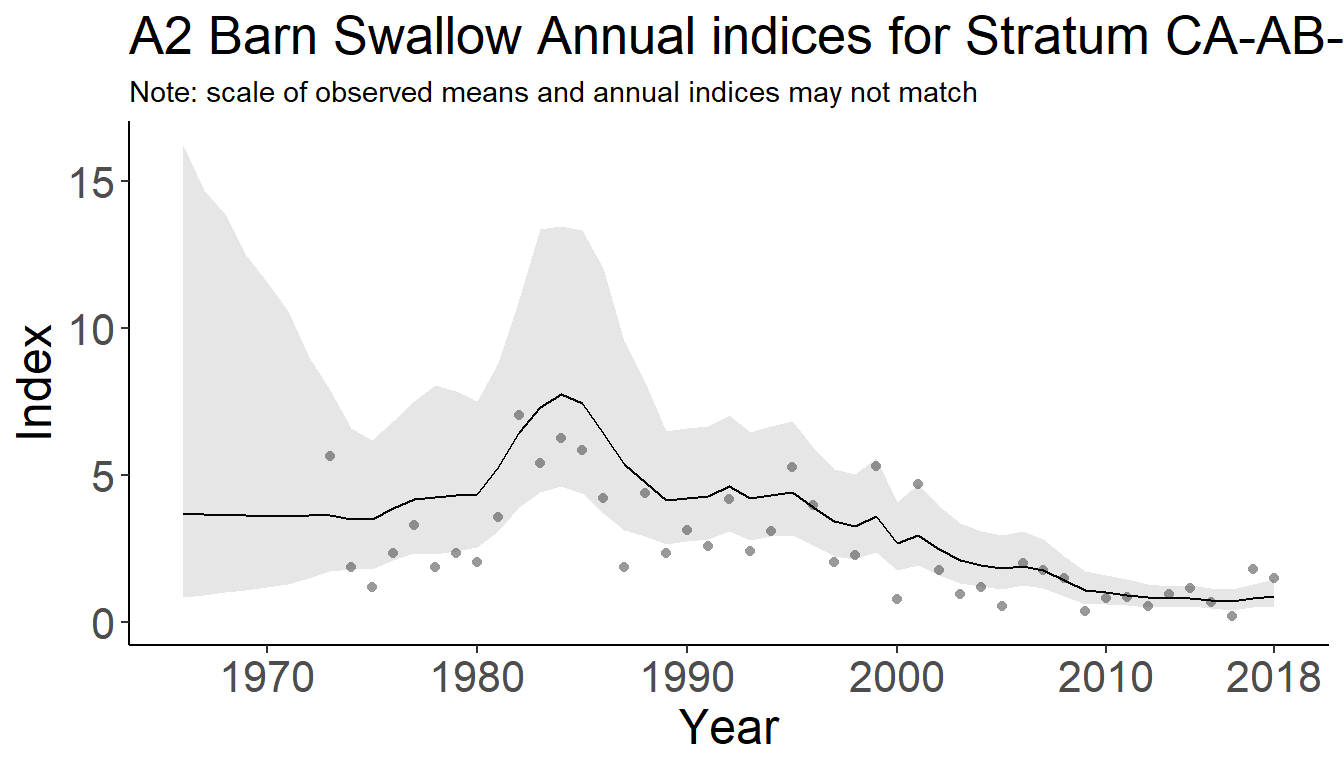 A2 Barn Swallow Annual indices for Stratum CA-AB-
Note: scale of observed means and annual indices may not match
15
10
5
0
Index
1970 1980 1990 2000 2010 2018
Year